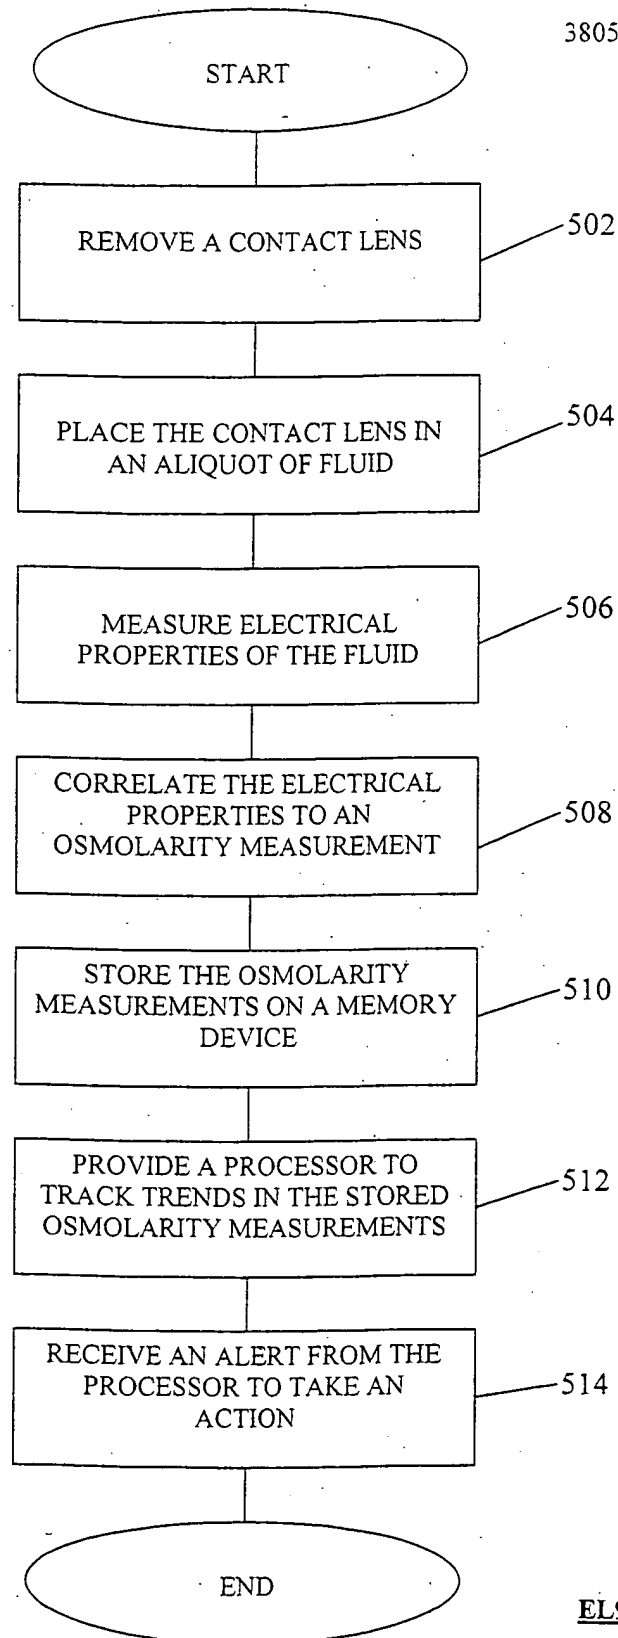 3805
START
REMOVE A CONTACT LENS
502
PLACE THE CONTACT LENS IN
AN ALIQUOT OF FLUID
504
MEASURE ELECTRICAL
PROPERTIES OF THE FLUID
506
CORRELATE THE ELECTRICAL
PROPERTIES TO AN
OSMOLARITY MEASUREMENT
508
STORE THE OSMOLARITY
MEASUREMENTS ON A MEMORY
DEVICE
510
PROVIDE A PROCESSOR TO
TRACK TRENDS IN THE STORED
OSMOLARITY MEASUREMENTS
512
RECEIVE AN ALERT FROM THE
PROCESSOR TO TAKE AN
ACTION
514
END